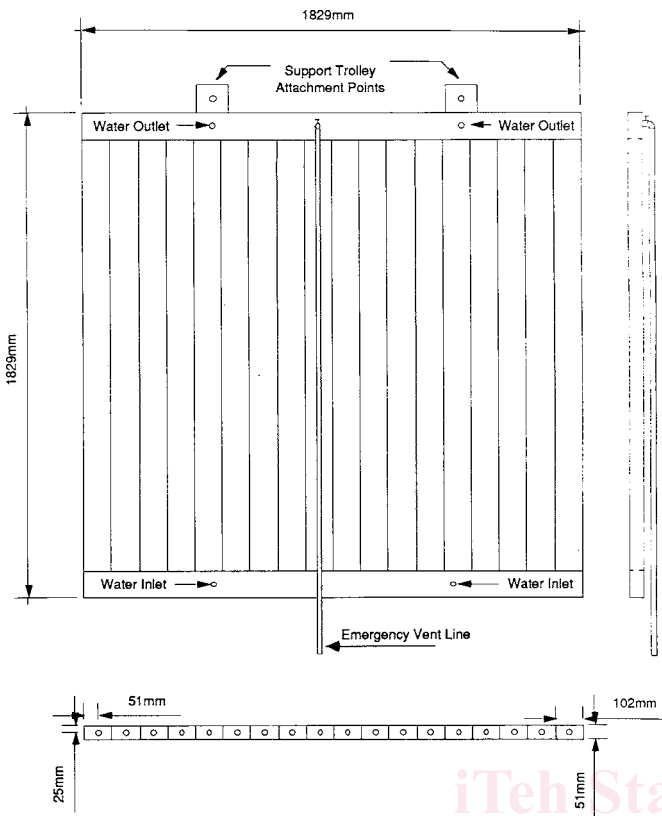 1829mm
Support Trolley
Attachment Points
Water Outlet
Water Outlet
1829mm
Water Inlet
Water Inlet
Emergency Vent Line
51mm
102mm
25mm
51mm
iTeh Sta